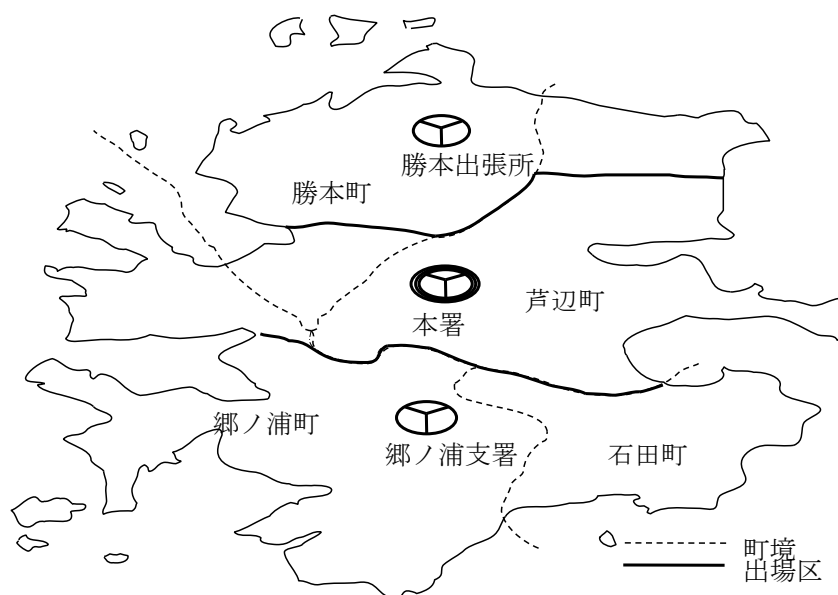 勝本出張所
勝本町
芦辺町
本署
郷ノ浦町
郷ノ浦支署
石田町
町境
出場区